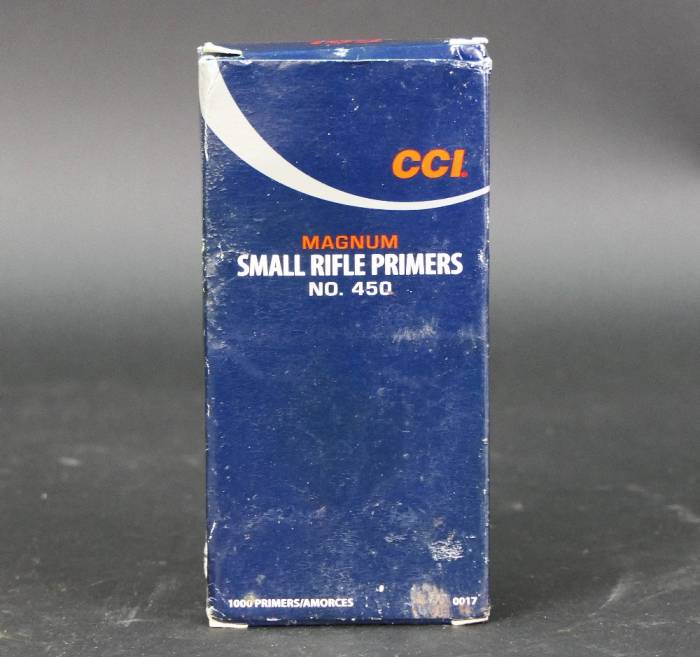 CCI
MAGNUM
SMALL RIFLE PRIMERS
NO. 450
1000 PRIMERS/AMORCES 0017